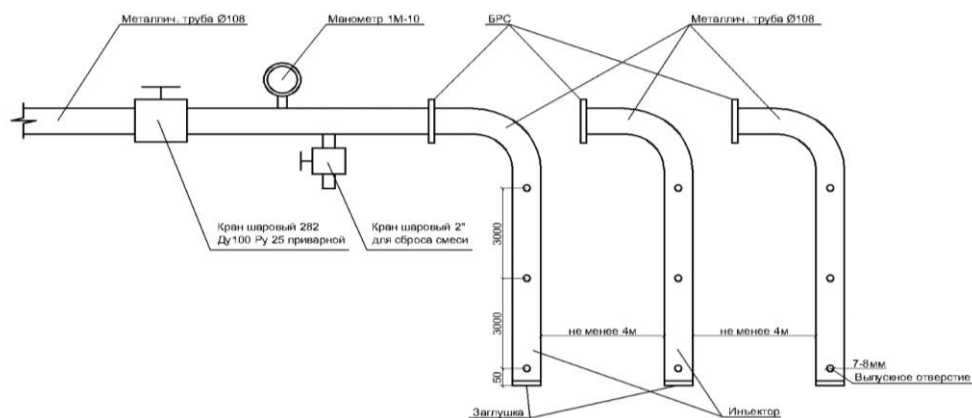 Металлич. труба Ø108
Манометр 1М-10
БРС
Металлич. труба Ø108
Кран шаровый 282
Ду100 Ру 25 приварной
Кран шаровый 2"
для сброса смеси
3000
3000
50
не менее 4м
не менее 4м
7-8мм
Выпускное отверстие
Заглушка
Инъектор